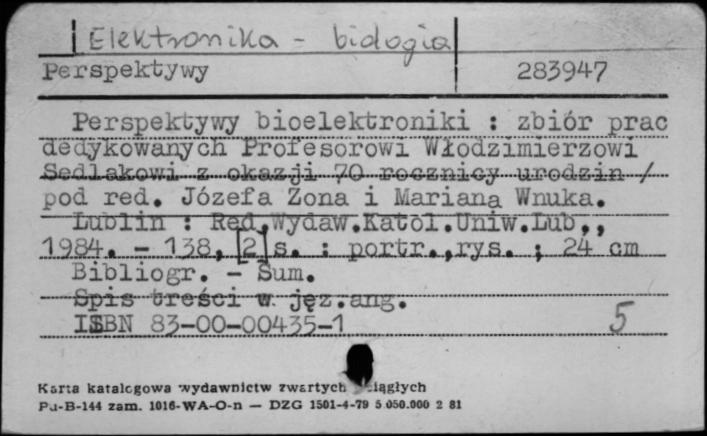 Elektronika - biologia
Perspektywy 283947
Perspektywy bioelektroniki : zbiór prac
dedykowanych Profesorowi Włodzimierzowi
Sedlakowi z okazji 70 rocznicy urodzin /
pod red. Józefa Zona i Mariana Wnuka.
Lublin : Red.Wydaw.Katol.Uniw.Lub.,
1984. - 138, [2] s. : portr.,rys. ; 24 cm
Bibliogr. - Sum.
Spis treści w jęz.ang.
ISBN 83-00-00435-1 5
Karta katalogowa wydawnictw zwartych ciągłych
Pu-B-144 zam. 1016-WA-O-n — DZG 1501-4-79 5 050.000 2 81